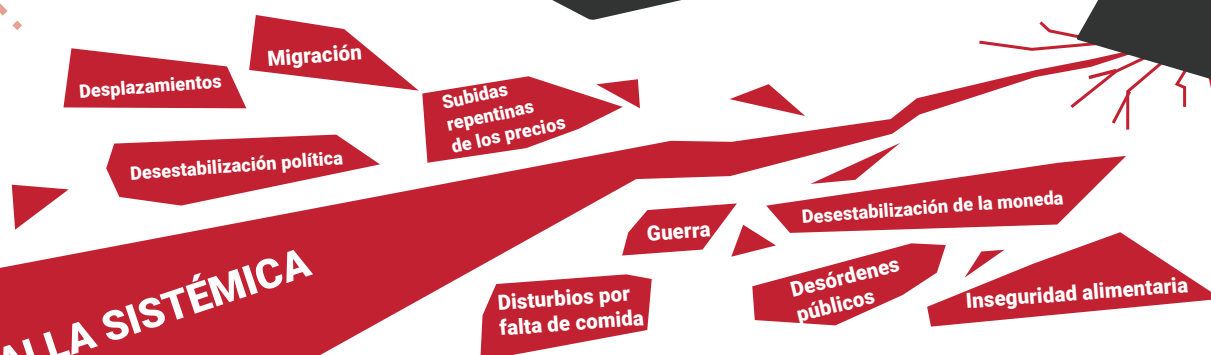 Migración
Desplazamientos
Subidas
repentinas
de los precios
Desestabilización política
Desestabilización de la moneda
Guerra
Desórdenes
públicos
Inseguridad alimentaria
Disturbios por
falta de comida
ALLA SISTÉMICA